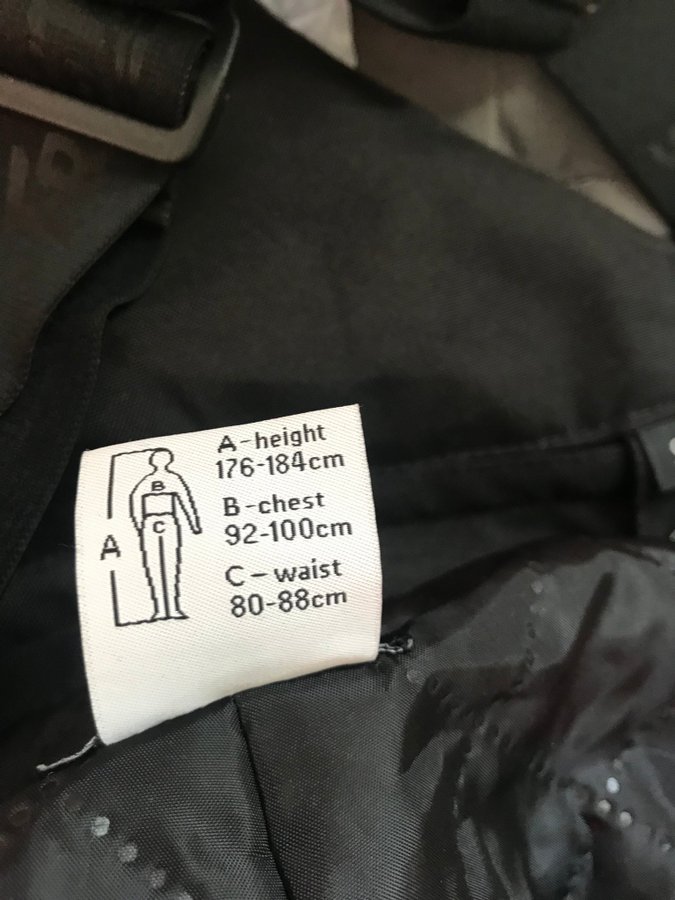 A-height
176-184cm
B-chest
92-100cm
C-waist
80-88cm
A
B
C